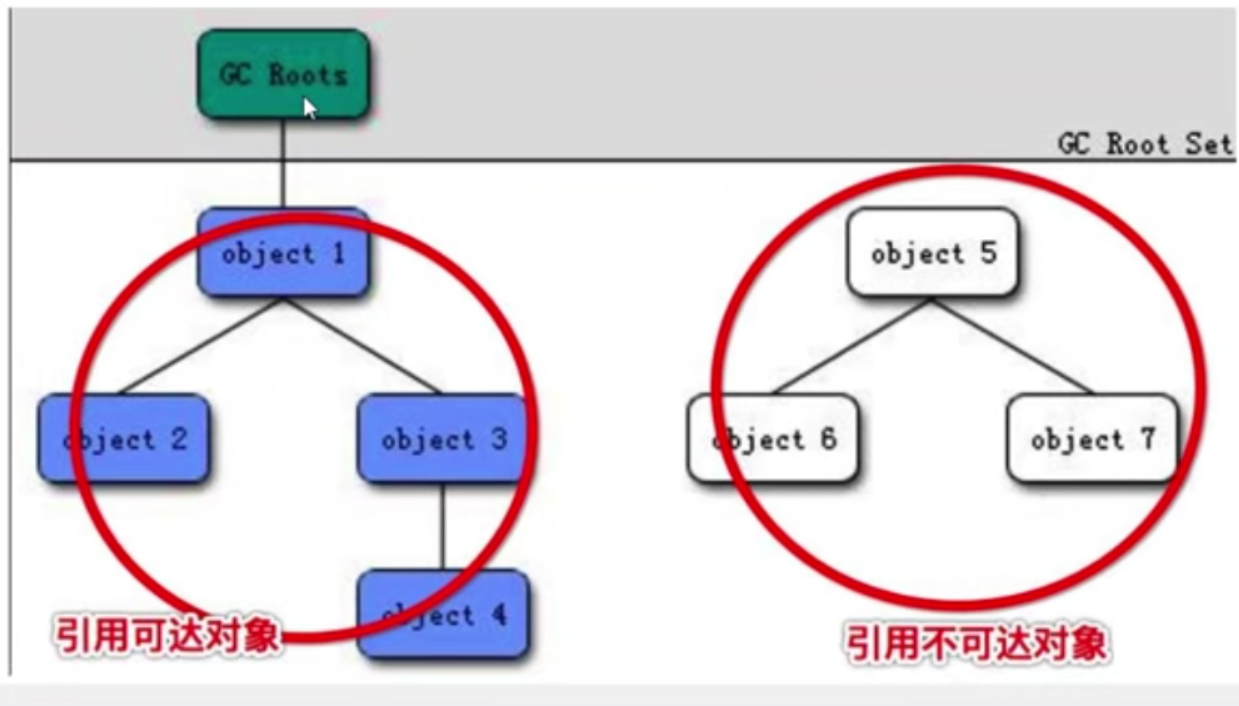 GC Roots
GC Root Set
object 1
object 5
object 2
object 3
object 6
object 7
object 4
引用可达对象
引用不可达对象